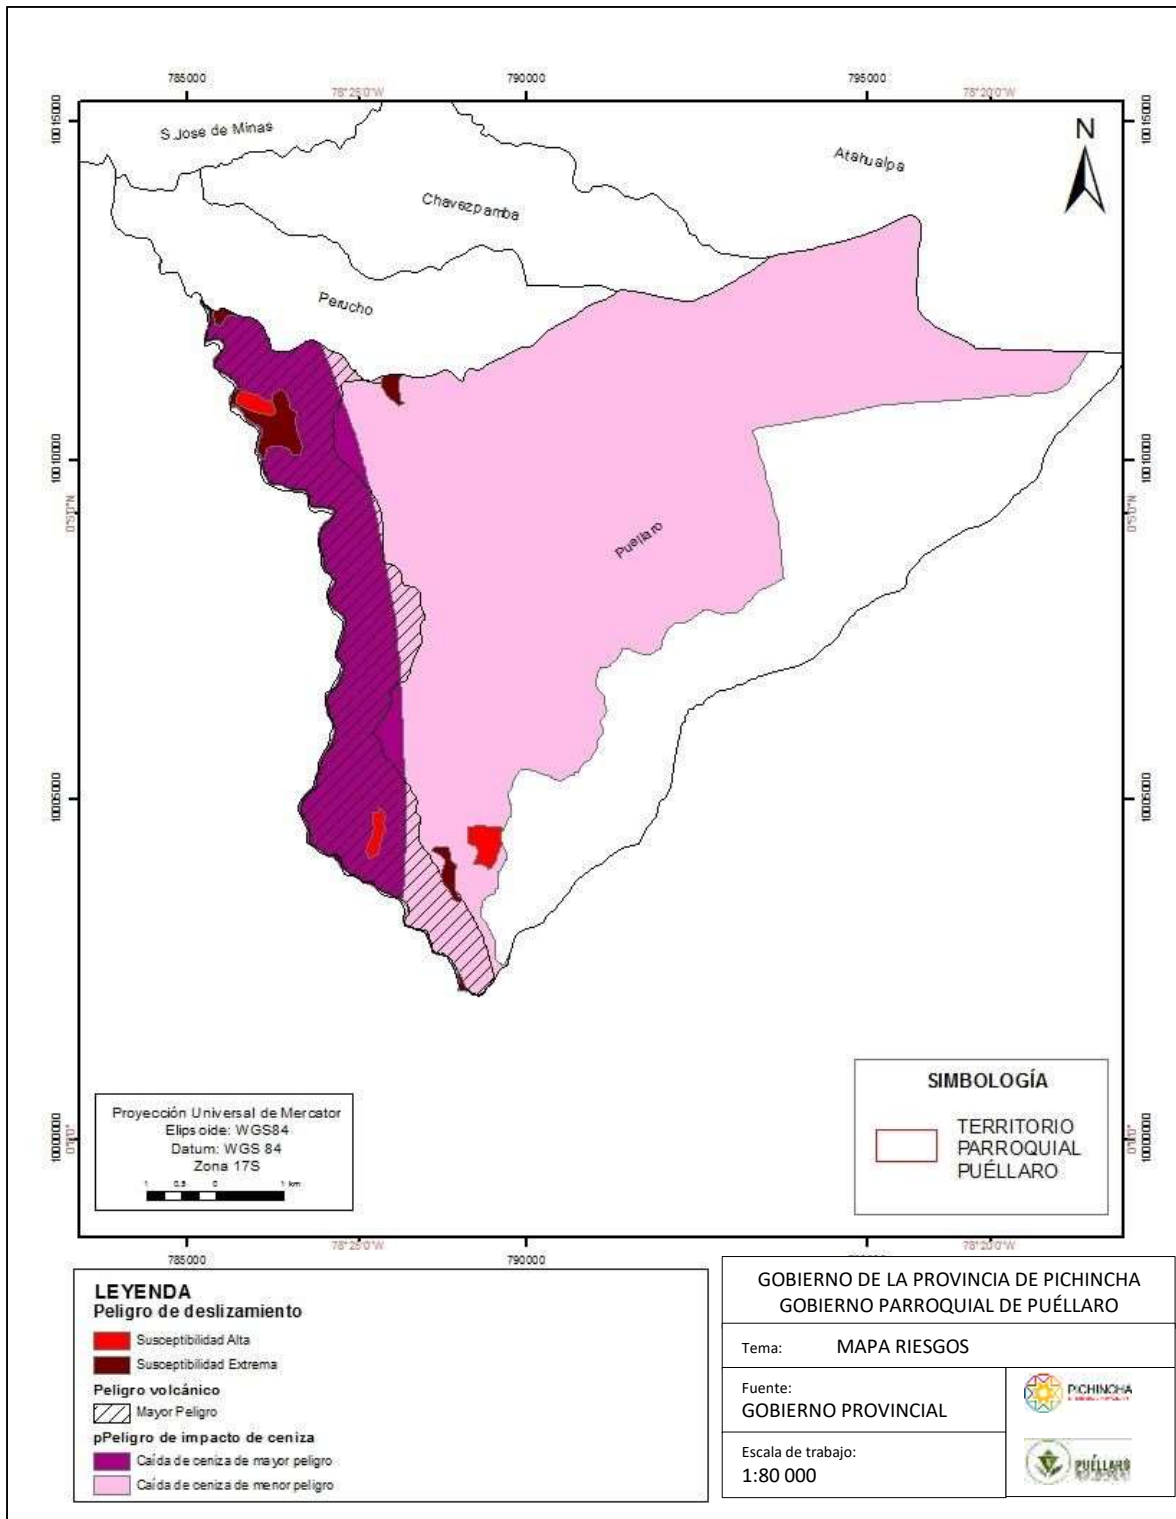 785000
790000
795000
78°25'0"W
78°20'0"W
10015000
10015000
S.Jose de Minas
Atahualpa
N
Chavezpamba
Perucho
10010000
10010000
0°5'0"N
0°5'0"N
Puéllaro
10005000
10005000
SIMBOLOGÍA
TERRITORIO
PARROQUIAL
PUÉLLARO
Proyección Universal de Mercator
Elipsoide: WGS84
Datum: WGS 84
Zona 17S
1 0.5 0 1 km
10000000
10000000
0°0'0"
0°0'0"
78°25'0"W
78°20'0"W
785000
790000
LEYENDA
Peligro de deslizamiento
Susceptibilidad Alta
Susceptibilidad Extrema
Peligro volcánico
Mayor Peligro
pPeligro de impacto de ceniza
Caída de ceniza de mayor peligro
Caída de ceniza de menor peligro
GOBIERNO DE LA PROVINCIA DE PICHINCHA
GOBIERNO PARROQUIAL DE PUÉLLARO
Tema: MAPA RIESGOS
Fuente:
GOBIERNO PROVINCIAL
Escala de trabajo:
1:80 000
PICHINCHA
PUÉLLARO